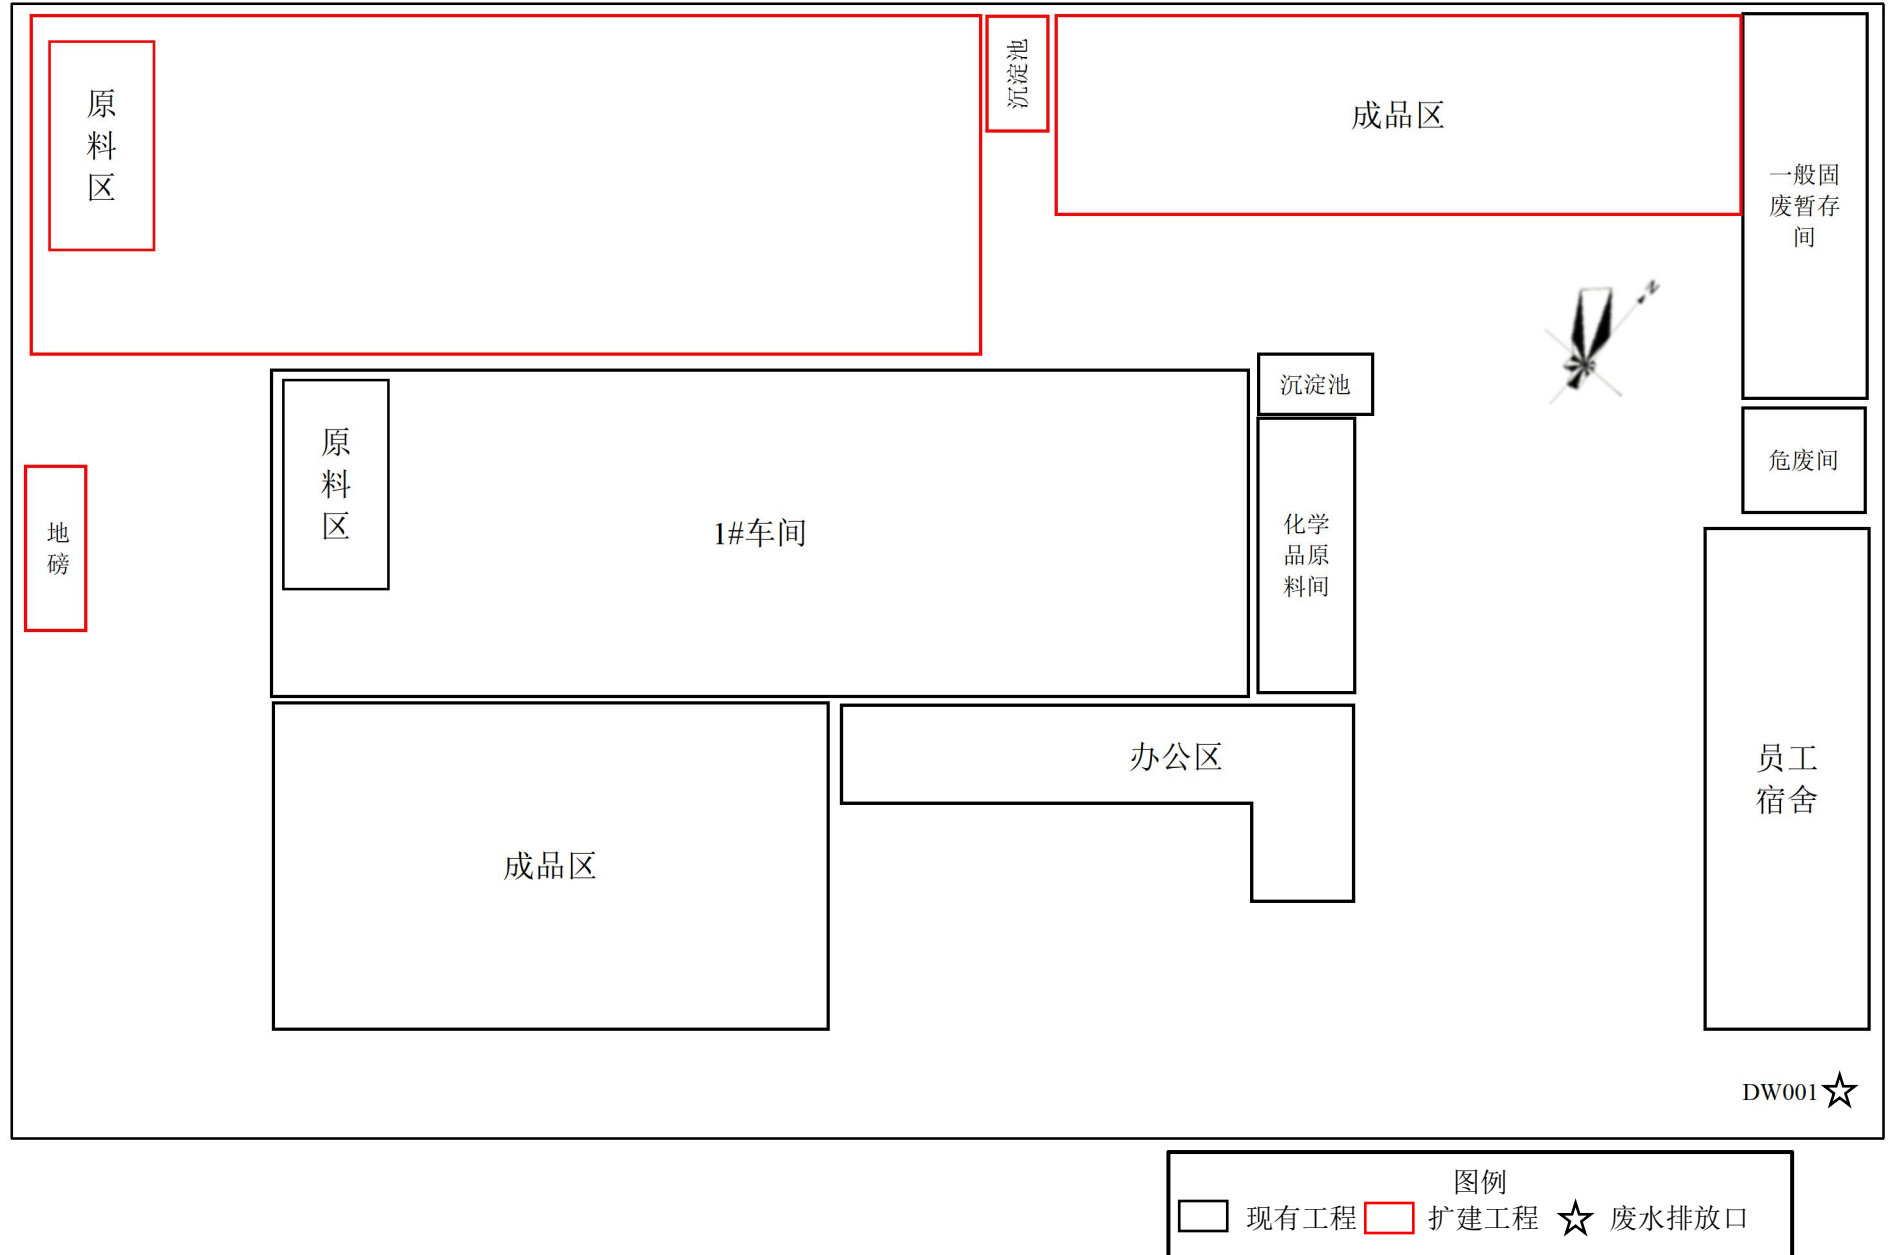 原
料
区
沉淀池
成品区
一般固
废暂存
间
N
沉淀池
原
料
区
1#车间
化学
品原
料间
危废间
地
磅
办公区
员工
宿舍
成品区
DW001
图例
现有工程
扩建工程
废水排放口